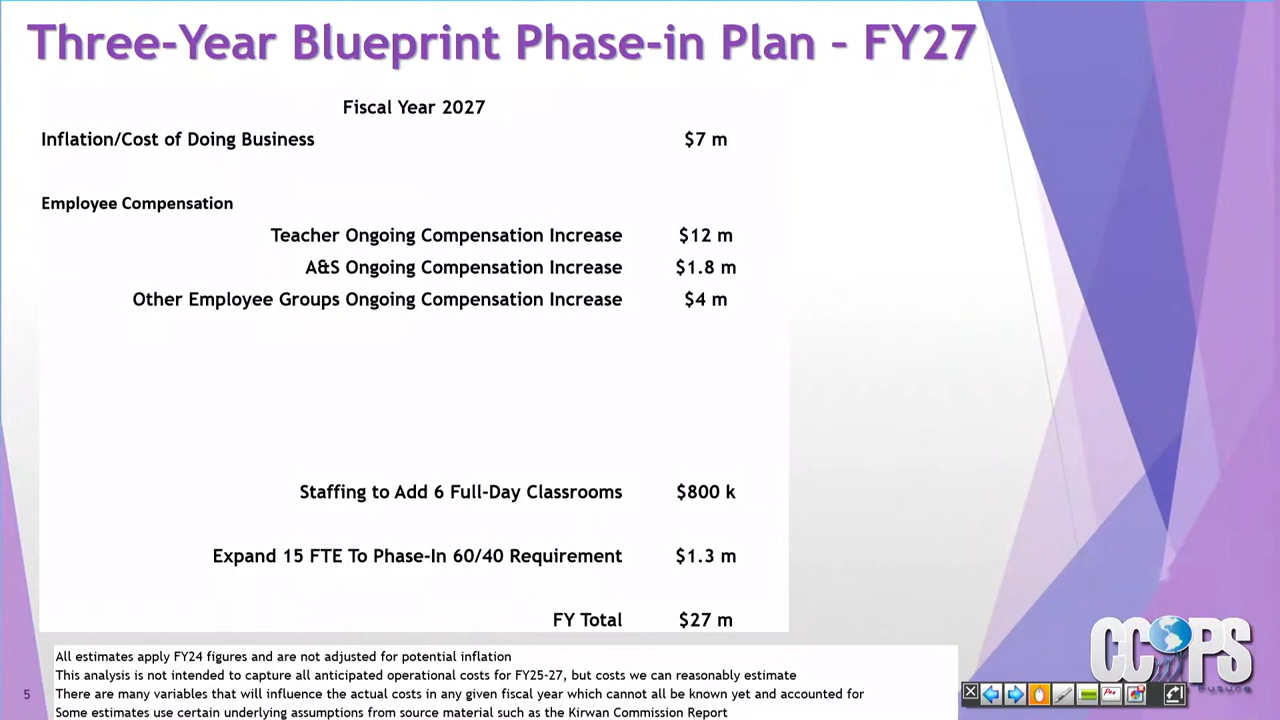 Three-Year Blueprint Phase-in Plan – FY27
Fiscal Year 2027
Inflation/Cost of Doing Business $7 m
Employee Compensation
Teacher Ongoing Compensation Increase $12 m
A&S Ongoing Compensation Increase $1.8 m
Other Employee Groups Ongoing Compensation Increase $4 m
Staffing to Add 6 Full-Day Classrooms $800 k
Expand 15 FTE To Phase-In 60/40 Requirement $1.3 m
FY Total $27 m
All estimates apply FY24 figures and are not adjusted for potential inflation
This analysis is not intended to capture all anticipated operational costs for FY25-27, but costs we can reasonably estimate
There are many variables that will influence the actual costs in any given fiscal year which cannot all be known yet and accounted for
Some estimates use certain underlying assumptions from source material such as the Kirwan Commission Report
5
CCPS
Future